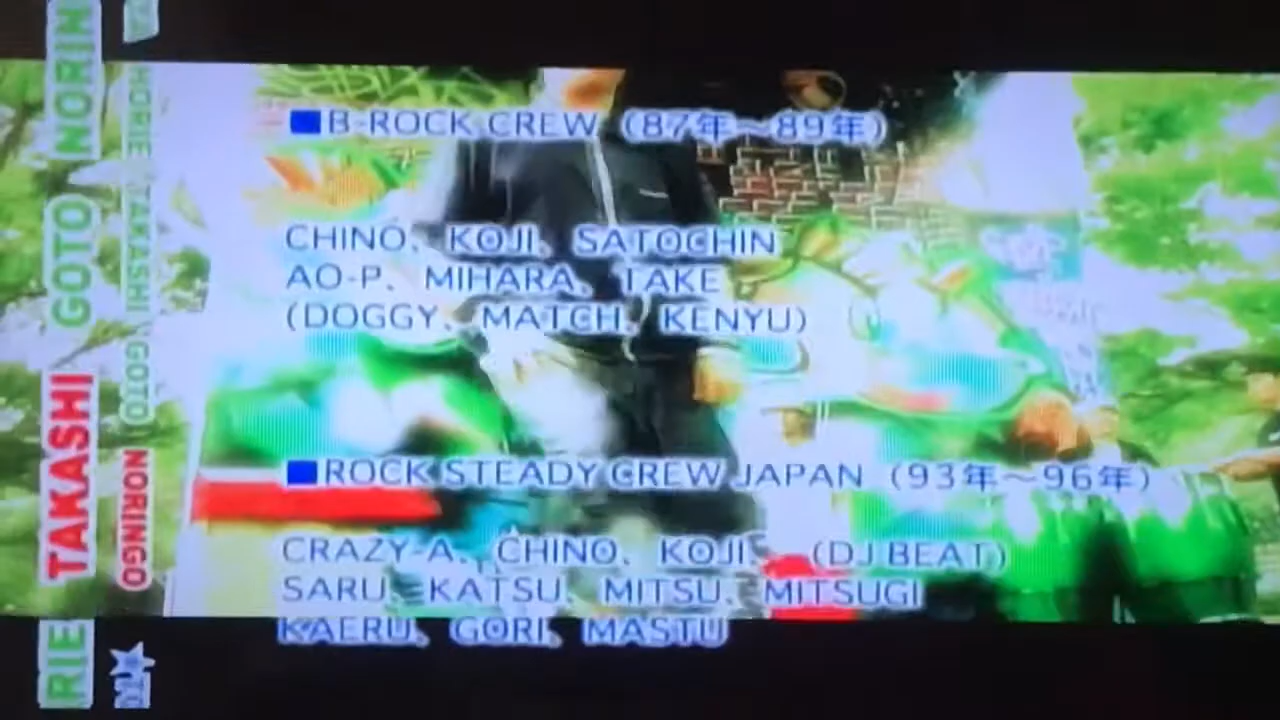 ■B-ROCK CREW (87年〜89年)
CHINO、KOJI、SATOCHIN
AO-P、MIHARA、TAKE
(DOGGY、MATCH、KENYU)
■ROCK STEADY CREW JAPAN (93年〜96年)
CRAZY-A、CHINO、KOJI、(DJ BEAT)
SARU、KATSU、MITSU、MITSUGI
KAERU、GORI、MASTU
RIE TAKASHI GOTO NORIN
HORIE TAKASHI GOTO NORINGO